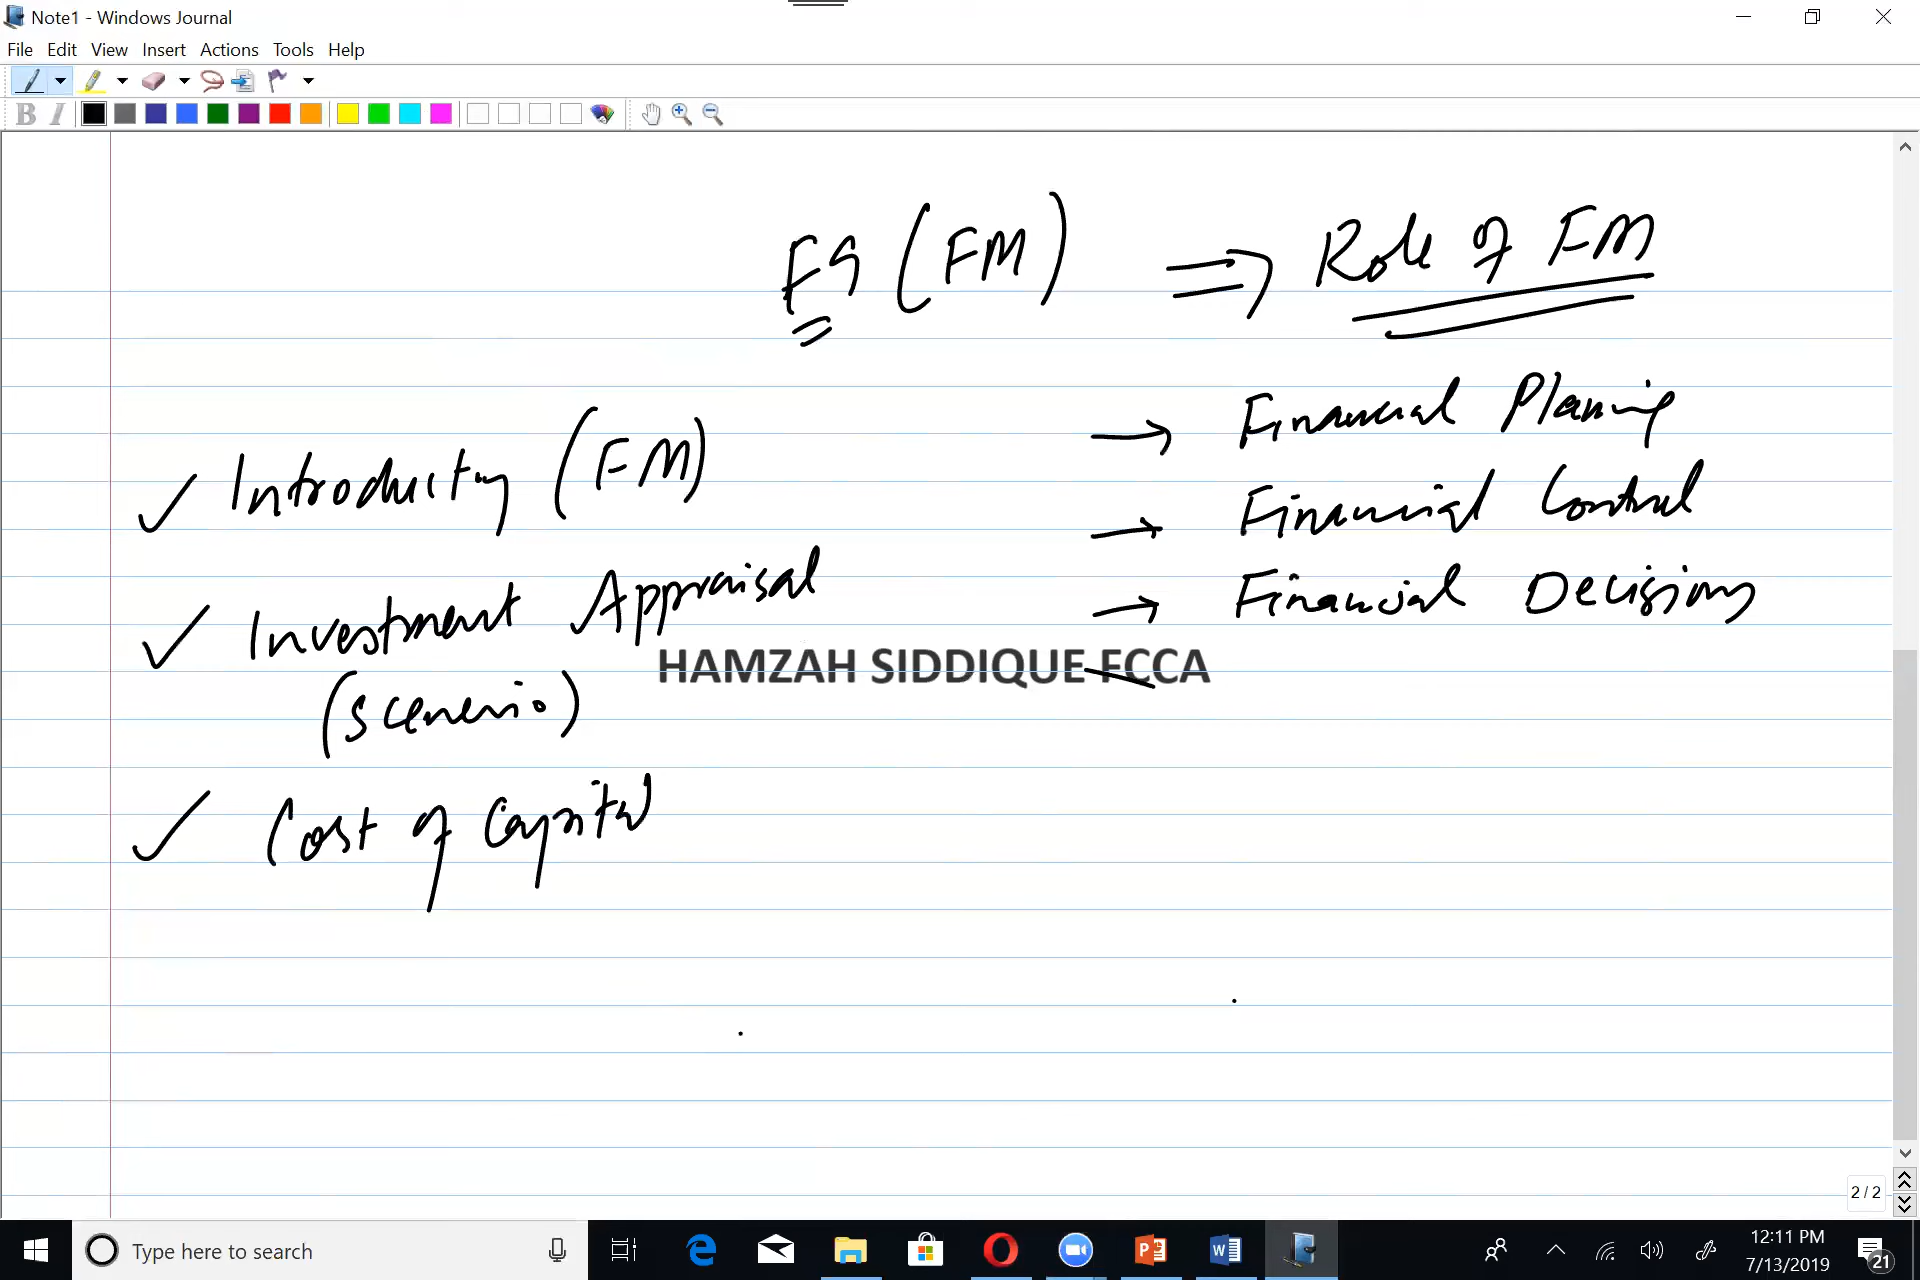 Note1 - Windows Journal
File Edit View Insert Actions Tools Help
B I
F9 (FM) ⇒ Role of FM
→ Financial Planing
✓ Introductory (FM)
→ Financial Control
✓ Investment Appraisal
→ Financial Decisions
HAMZAH SIDDIQUE FCCA
(Scenerio)
✓ Cost of Capital
2 / 2
Type here to search
12:11 PM
7/13/2019
21